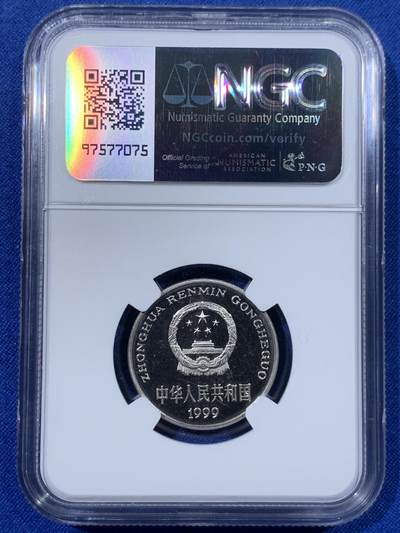 NGC
Numismatic Guaranty Company
NGCcoin.com/verify
Official Grading
Service of
AMERICAN
NUMISMATIC
ASSOCIATION
P·N·G
97577075
ZHONGHUA RENMIN GONGHEGUO
中华人民共和国
1999